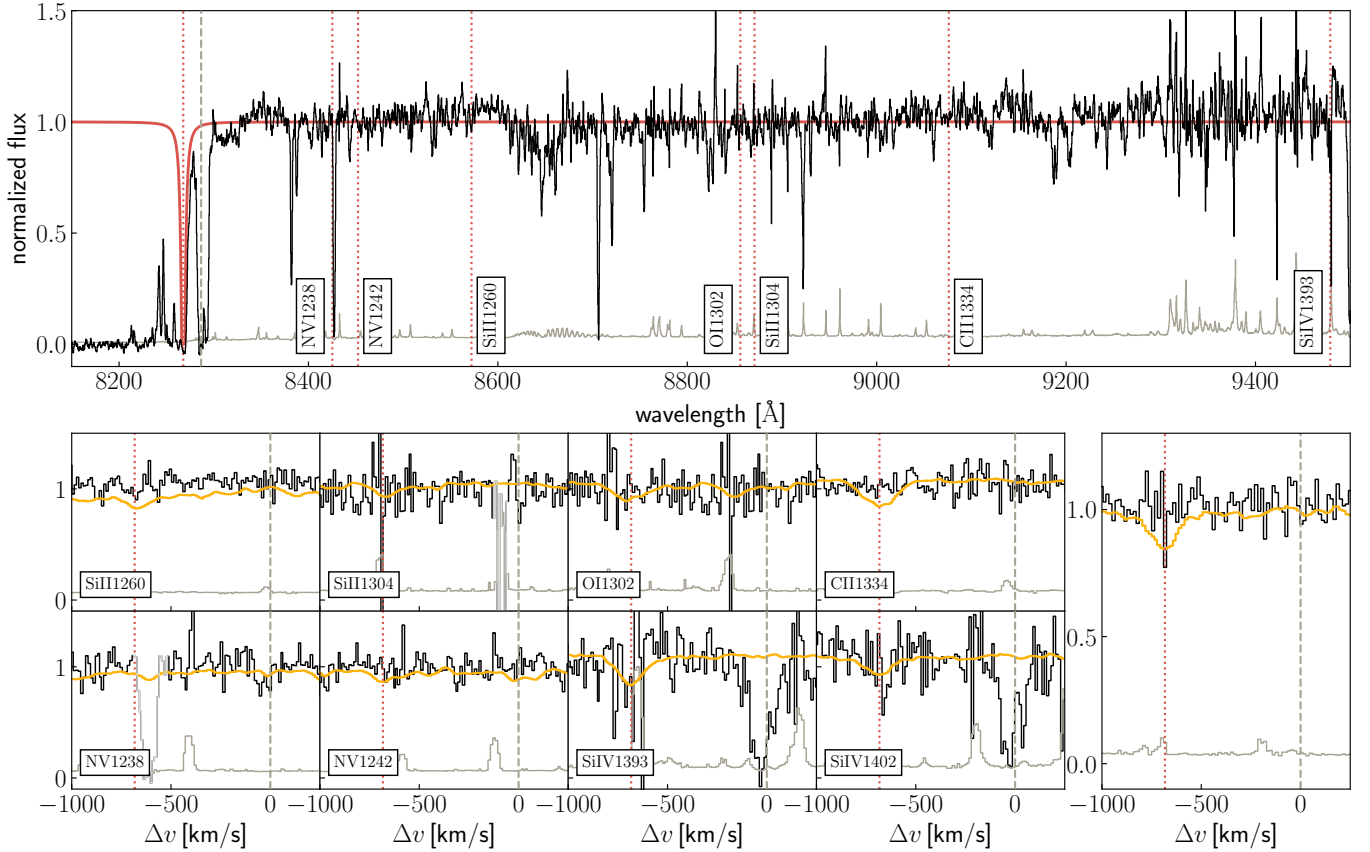 1.5
1.0
0.5
0.0
normalized flux
NV1238
NV1242
SiII1260
OI1302
SiII1304
CII1334
SiIV1393
8200 8400 8600 8800 9000 9200 9400
wavelength [Å]
1
0
SiII1260
SiII1304
OI1302
CII1334
1
0
NV1238
NV1242
SiIV1393
SiIV1402
−1000 −500 0 −1000 −500 0 −1000 −500 0 −1000 −500 0
Δv [km/s] Δv [km/s] Δv [km/s] Δv [km/s]
1.0
0.5
0.0
−1000 −500 0
Δv [km/s]